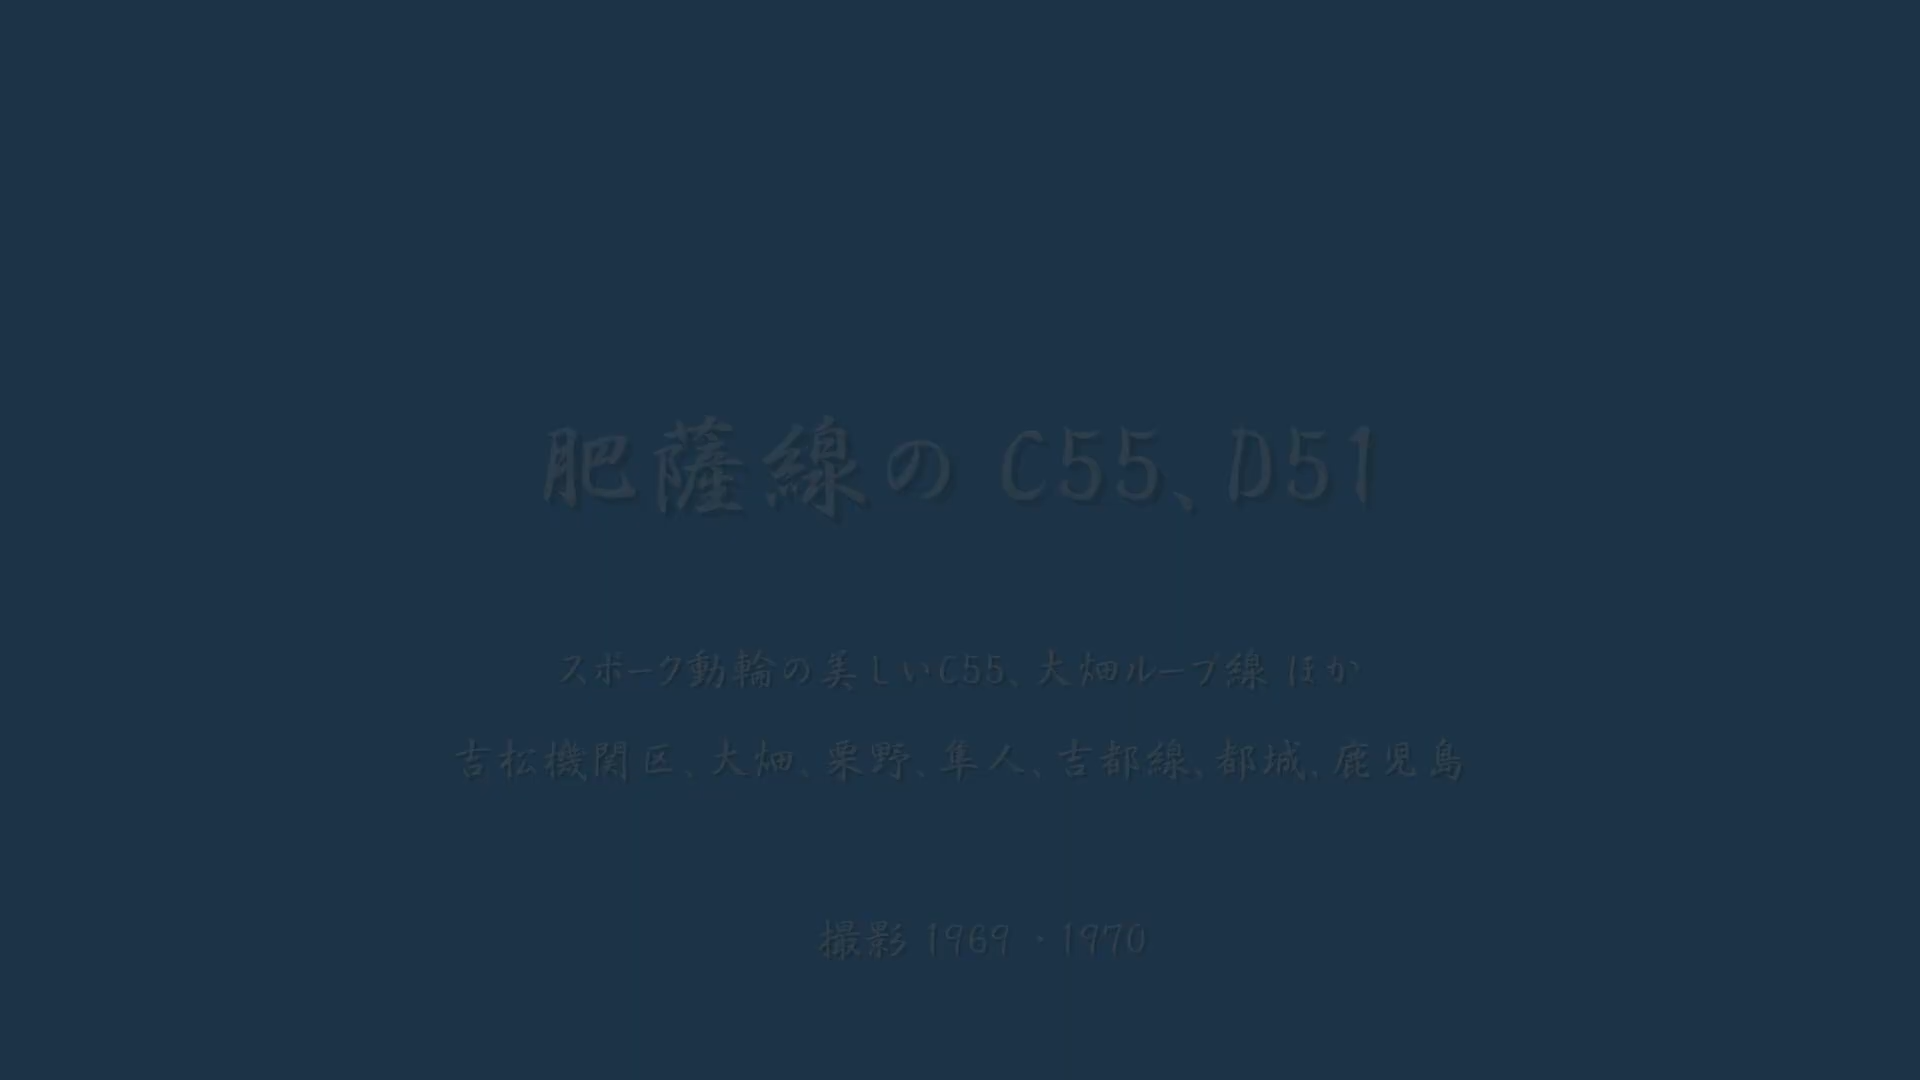 肥薩線の C55、D51
スポーク動輪の美しいC55、大畑ループ線 ほか
吉松機関区、大畑、栗野、隼人、吉都線、都城、鹿児島
撮影 1969 ・1970